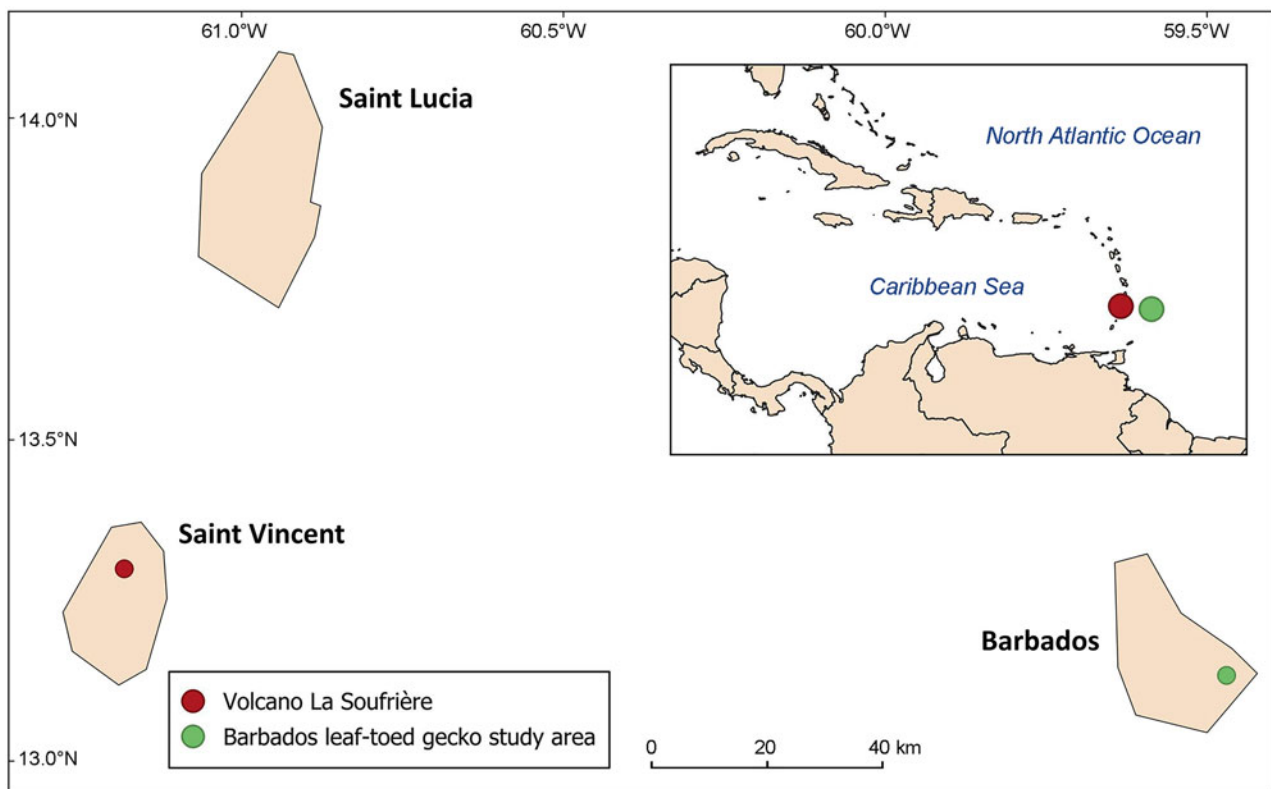 61.0°W
60.5°W
60.0°W
59.5°W
14.0°N
13.5°N
13.0°N
Saint Lucia
North Atlantic Ocean
Caribbean Sea
Saint Vincent
Barbados
Volcano La Soufrière
Barbados leaf-toed gecko study area
0 20 40 km